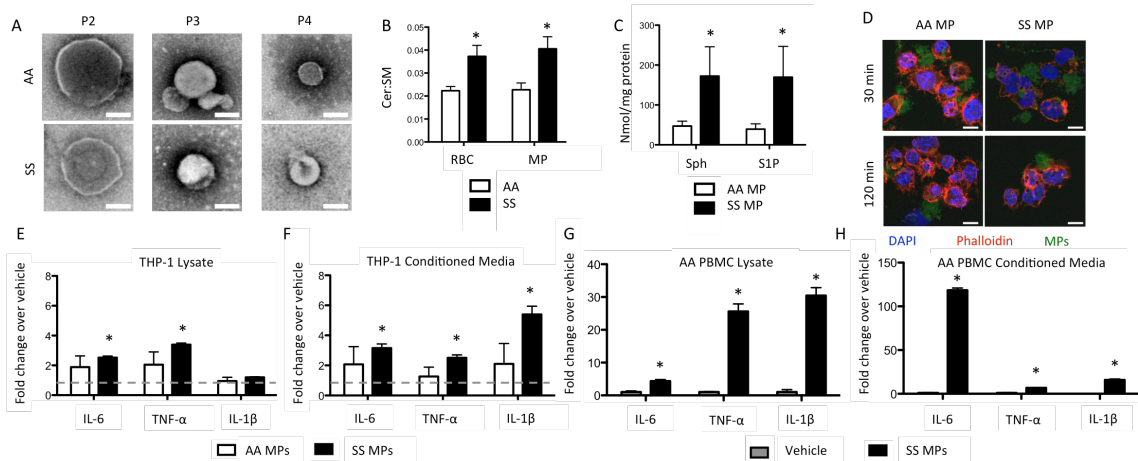 A
P2
P3
P4
AA
SS
B
Cer:SM
0.05
0.04
0.03
0.02
0.01
0.00
*
*
RBC
MP
AA
SS
C
Nmol/mg protein
300
200
100
0
*
*
Sph
S1P
AA MP
SS MP
D
AA MP
SS MP
30 min
120 min
DAPI
Phalloidin
MPs
E
THP-1 Lysate
Fold change over vehicle
8
6
4
2
0
*
*
IL-6
TNF-α
IL-1β
F
THP-1 Conditioned Media
Fold change over vehicle
8
6
4
2
0
*
*
*
IL-6
TNF-α
IL-1β
AA MPs
SS MPs
G
AA PBMC Lysate
Fold change over vehicle
40
30
20
10
0
*
*
*
IL-6
TNF-α
IL-1β
H
AA PBMC Conditioned Media
Fold change over vehicle
150
100
50
0
*
*
*
IL-6
TNF-α
IL-1β
Vehicle
SS MPs